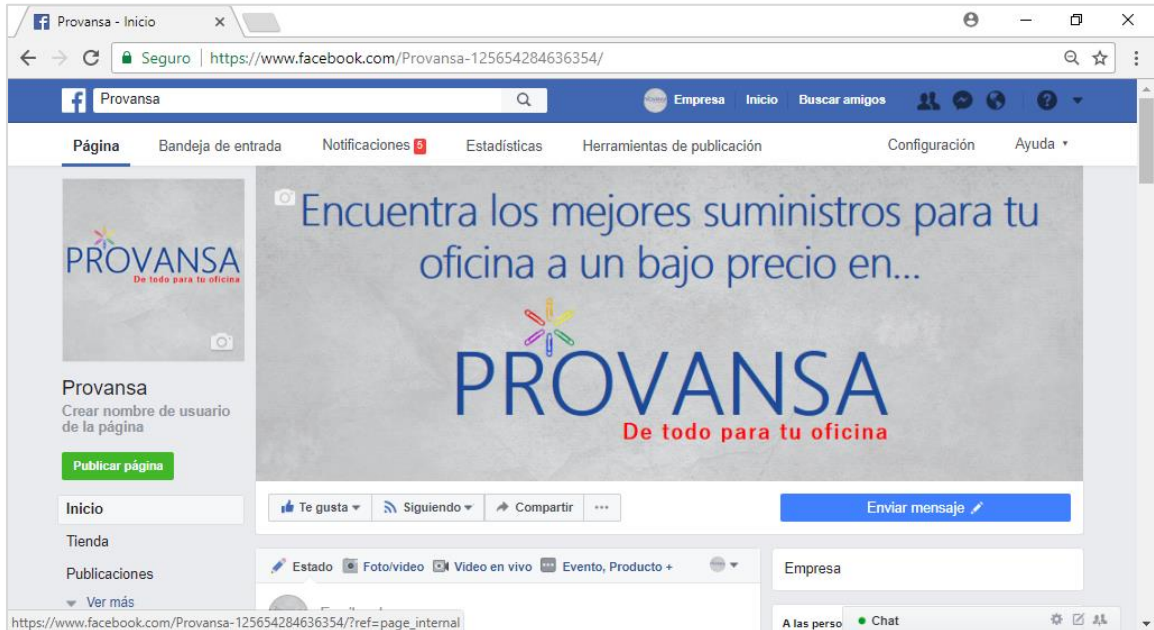 Provansa - Inicio
Seguro | https://www.facebook.com/Provansa-125654284636354/
Provansa
Empresa Inicio Buscar amigos
Página Bandeja de entrada Notificaciones 5 Estadísticas Herramientas de publicación Configuración Ayuda
Encuentra los mejores suministros para tu
oficina a un bajo precio en...
PROVANSA
De todo para tu oficina
PROVANSA
De todo para tu oficina
Provansa
Crear nombre de usuario
de la página
Publicar página
Inicio
Tienda
Publicaciones
Ver más
Te gusta Siguiendo Compartir ...
Enviar mensaje
Estado Foto/video Video en vivo Evento, Producto +
Empresa
A las perso
Chat
https://www.facebook.com/Provansa-125654284636354/?ref=page_internal